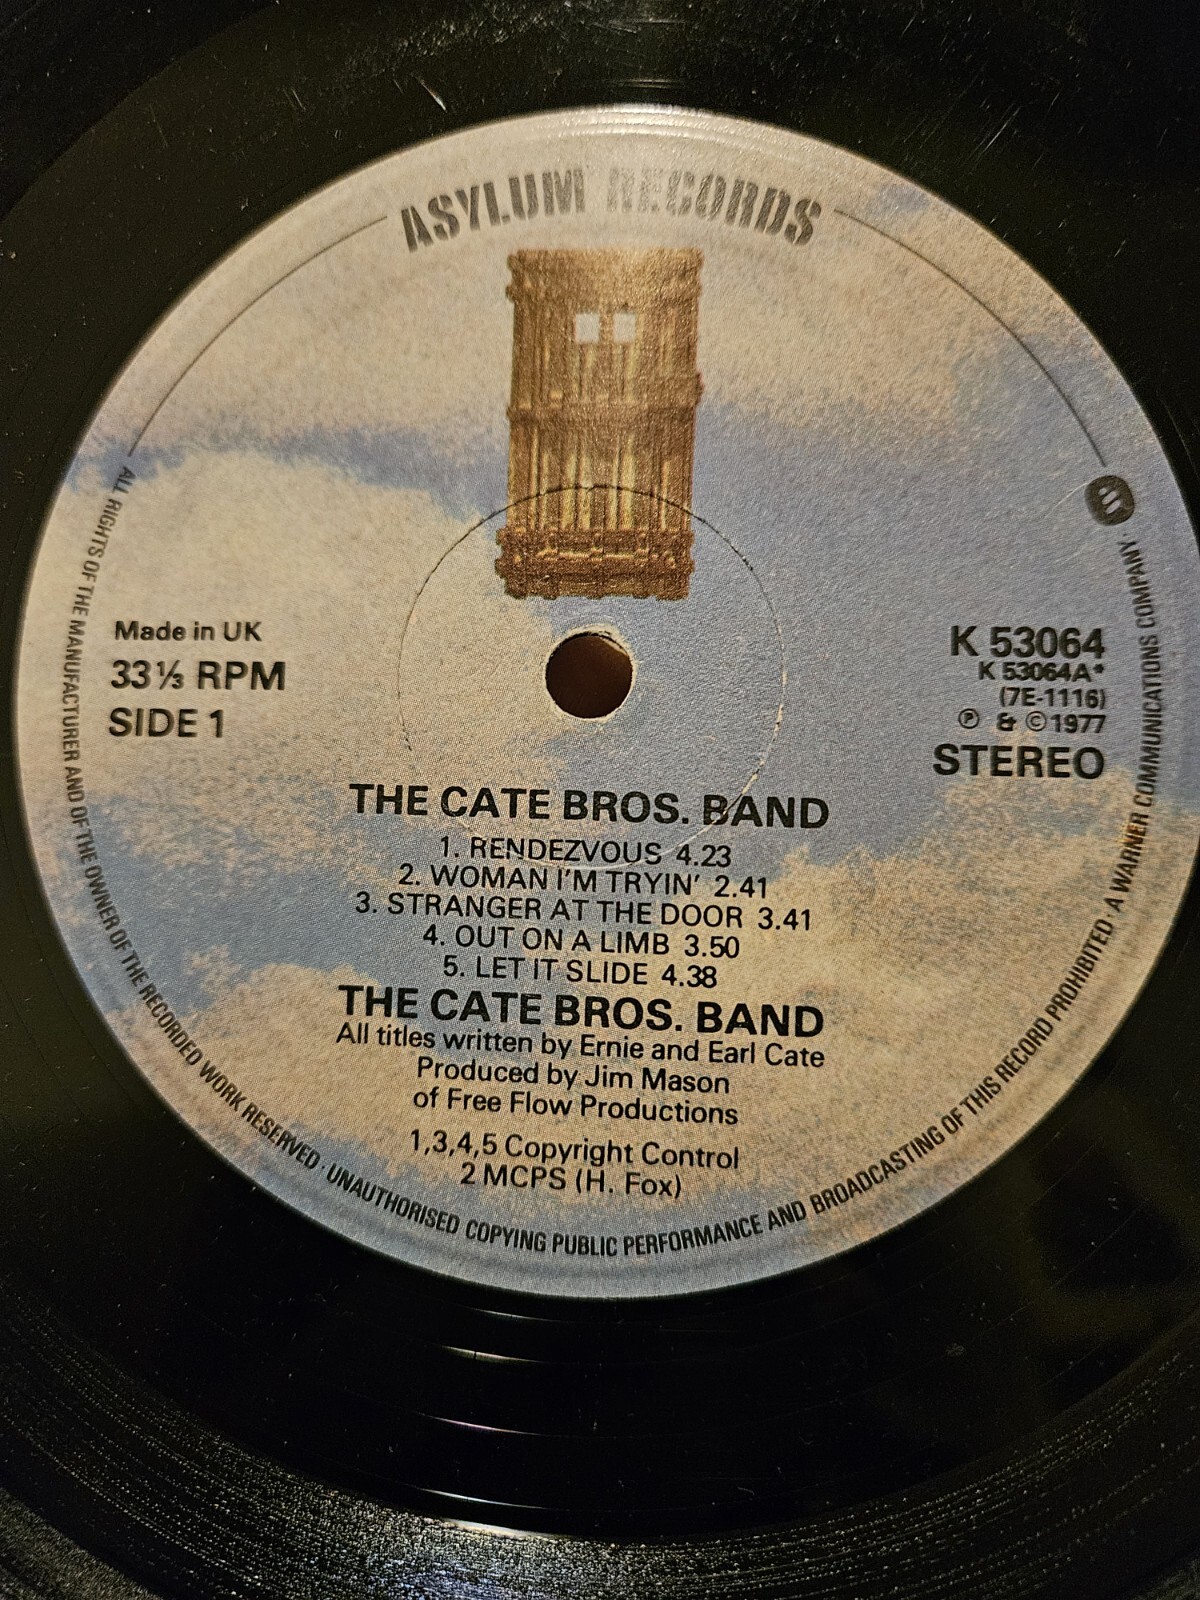 ASYLUM RECORDS
Made in UK
33⅓ RPM
SIDE 1
K 53064
K 53064A*
(7E-1116)
℗ & © 1977
STEREO
THE CATE BROS. BAND
1. RENDEZVOUS 4.23
2. WOMAN I'M TRYIN' 2.41
3. STRANGER AT THE DOOR 3.41
4. OUT ON A LIMB 3.50
5. LET IT SLIDE 4.38
THE CATE BROS. BAND
All titles written by Ernie and Earl Cate
Produced by Jim Mason
of Free Flow Productions
1,3,4,5 Copyright Control
2 MCPS (H. Fox)
ALL RIGHTS OF THE MANUFACTURER AND OF THE OWNER OF THE RECORDED WORK RESERVED · UNAUTHORISED COPYING PUBLIC PERFORMANCE AND BROADCASTING OF THIS RECORD PROHIBITED · A WARNER COMMUNICATIONS COMPANY ·